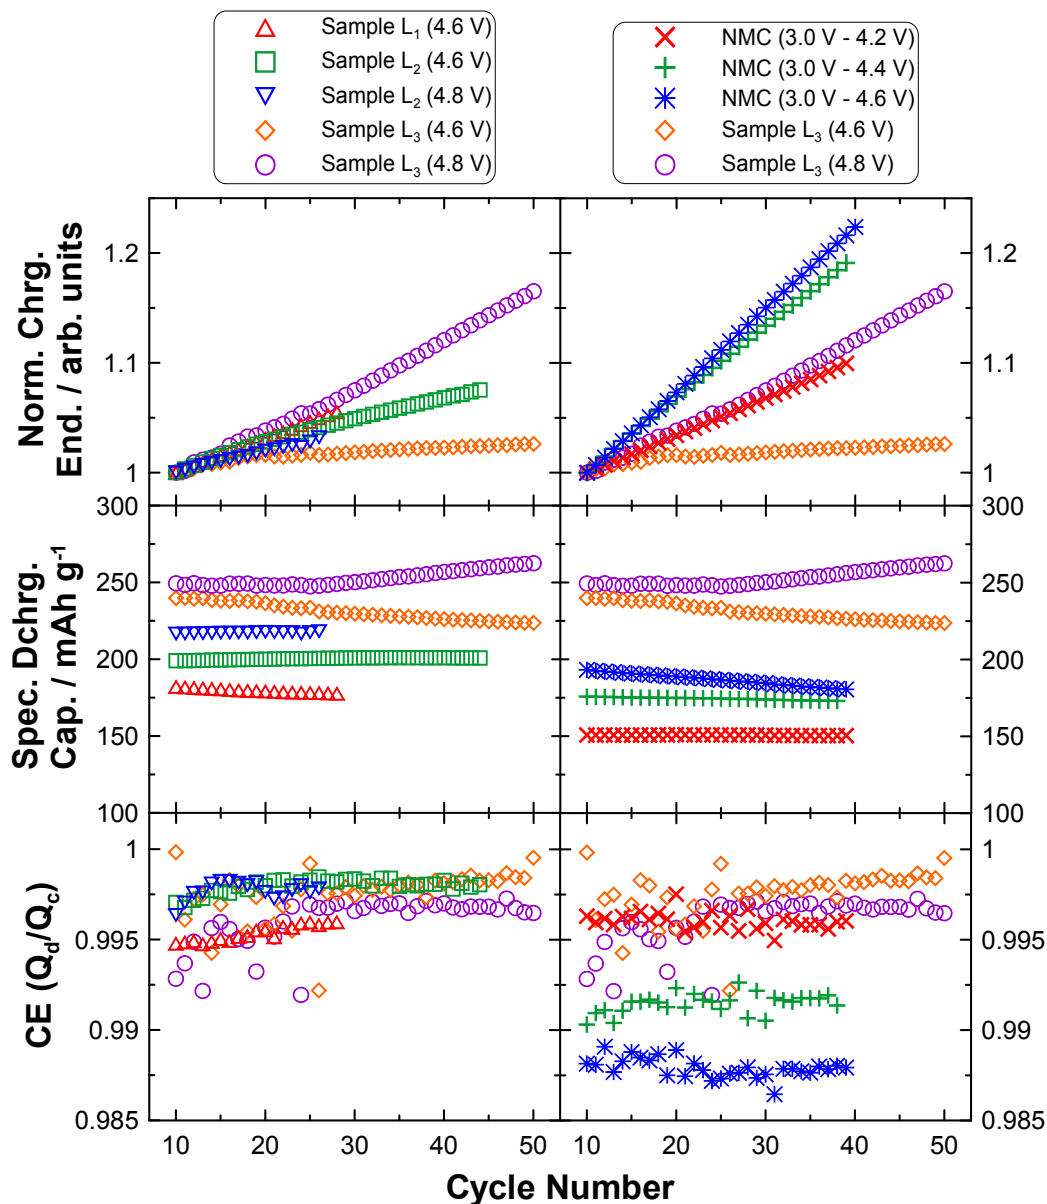 Sample L₁ (4.6 V)
Sample L₂ (4.6 V)
Sample L₂ (4.8 V)
Sample L₃ (4.6 V)
Sample L₃ (4.8 V)
NMC (3.0 V - 4.2 V)
NMC (3.0 V - 4.4 V)
NMC (3.0 V - 4.6 V)
Sample L₃ (4.6 V)
Sample L₃ (4.8 V)
Norm. Chrg.
End. / arb. units
1.2
1.1
1
1.2
1.1
1
Spec. Dchrg.
Cap. / mAh g⁻¹
300
250
200
150
100
300
250
200
150
100
CE (Q_d/Q_c)
1
0.995
0.99
0.985
1
0.995
0.99
0.985
10 20 30 40 50
10 20 30 40 50
Cycle Number